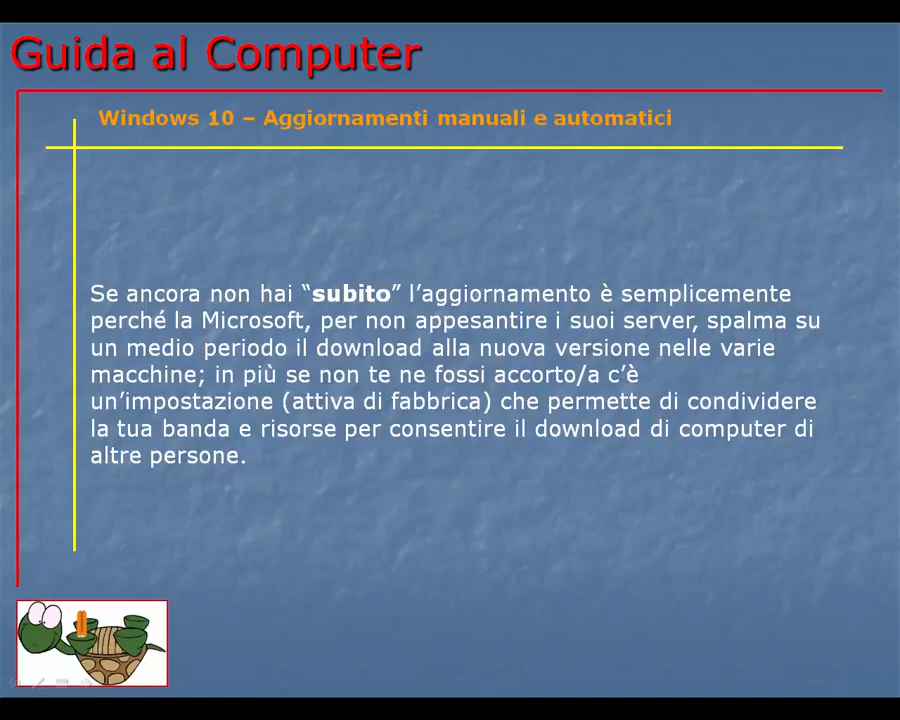 Guida al Computer
Windows 10 – Aggiornamenti manuali e automatici
Se ancora non hai “subito” l’aggiornamento è semplicemente
perché la Microsoft, per non appesantire i suoi server, spalma su
un medio periodo il download alla nuova versione nelle varie
macchine; in più se non te ne fossi accorto/a c’è
un’impostazione (attiva di fabbrica) che permette di condividere
la tua banda e risorse per consentire il download di computer di
altre persone.